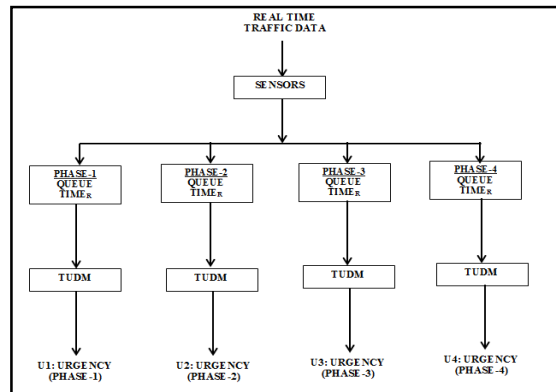 REAL TIME
TRAFFIC DATA
SENSORS
PHASE-1
QUEUE
TIMER
PHASE-2
QUEUE
TIMER
PHASE-3
QUEUE
TIMER
PHASE-4
QUEUE
TIMER
TUDM
TUDM
TUDM
TUDM
U1: URGENCY
(PHASE-1)
U2: URGENCY
(PHASE-2)
U3: URGENCY
(PHASE-3)
U4: URGENCY
(PHASE-4)